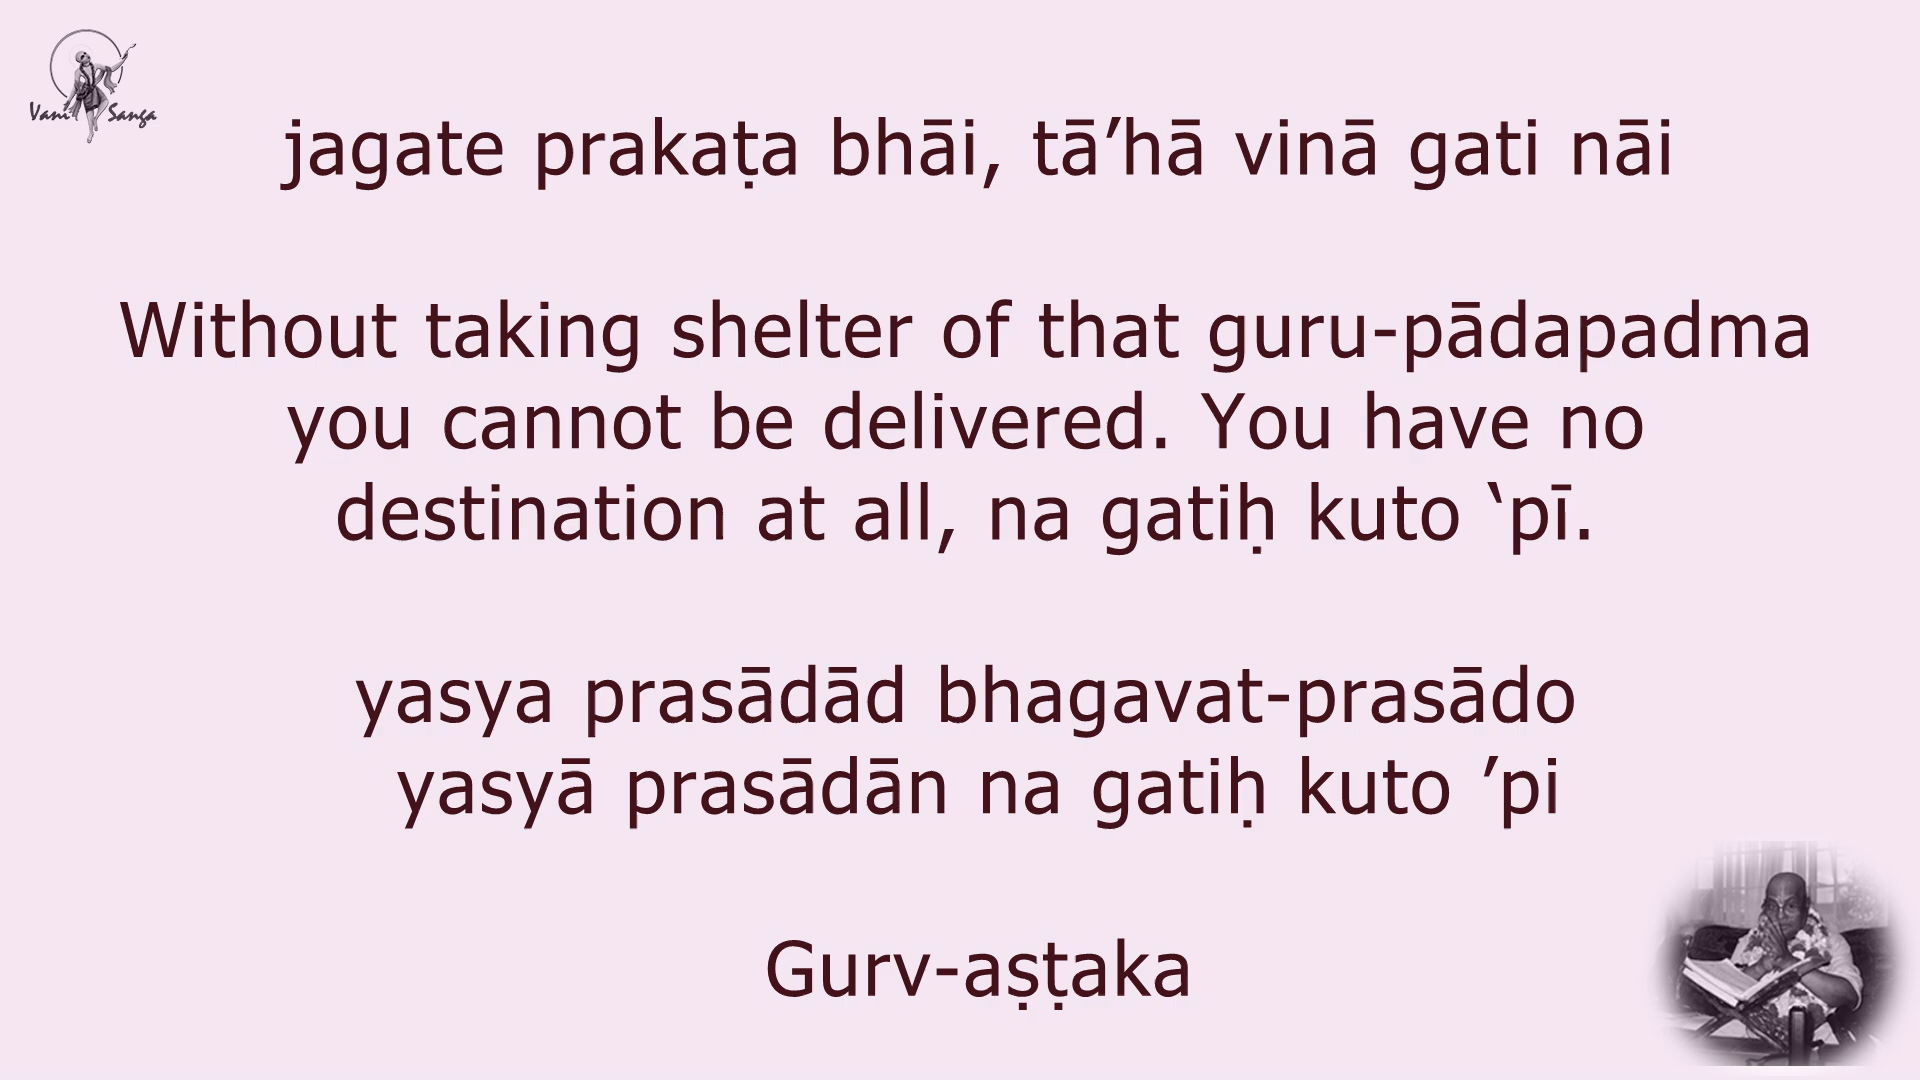 Vani Sanga
jagate prakaṭa bhāi, tā’hā vinā gati nāi
Without taking shelter of that guru-pādapadma
you cannot be delivered. You have no
destination at all, na gatiḥ kuto ‘pī.
yasya prasādād bhagavat-prasādo
yasyā prasādān na gatiḥ kuto ’pi
Gurv-aṣṭaka